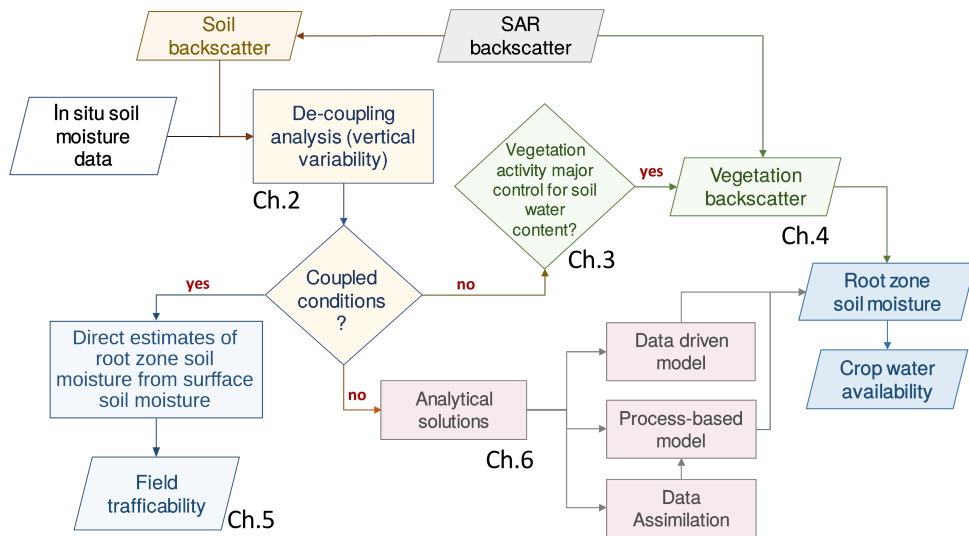 Soil
backscatter
SAR
backscatter
In situ soil
moisture
data
De-coupling
analysis (vertical
variability)
Ch.2
Vegetation
activity major
control for soil
water
content?
Ch.3
yes
Vegetation
backscatter
Ch.4
Coupled
conditions
?
yes
no
no
Direct estimates of
root zone soil
moisture from surfface
soil moisture
Field
trafficability
Ch.5
Analytical
solutions
Ch.6
Data driven
model
Process-based
model
Data
Assimilation
Root zone
soil moisture
Crop water
availability